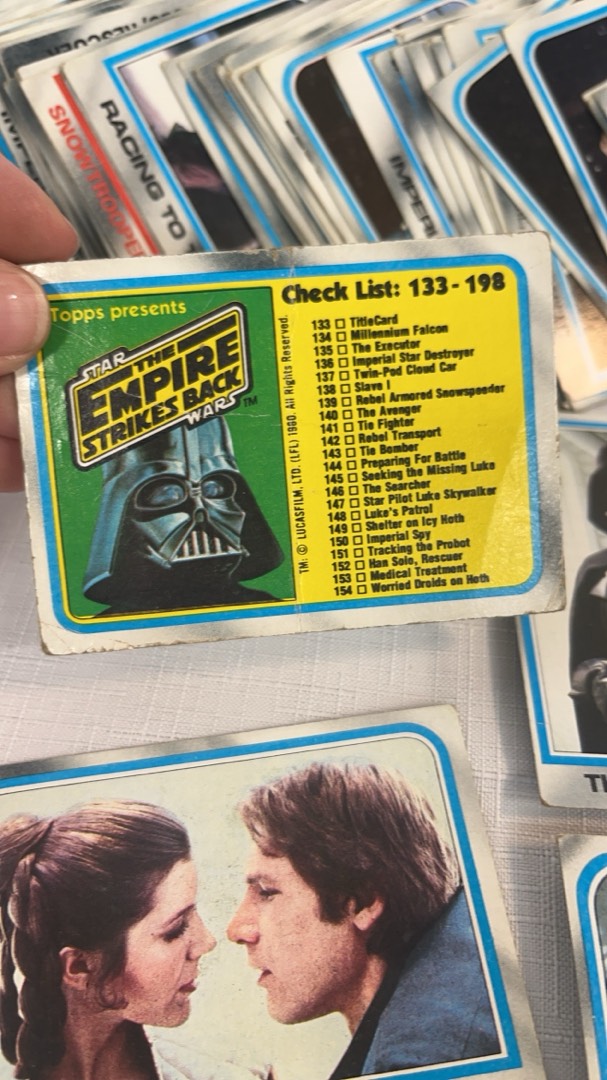 RESCUER
SNOWTROOPE
RACING TO
IMPERI
Topps presents
STAR
THE
EMPIRE
STRIKES BACK
WARS™
TM: © LUCASFILM, LTD. (LFL) 1980. All Rights Reserved.
Check List: 133-198
133 □ TitleCard
134 □ Millennium Falcon
135 □ The Executor
136 □ Imperial Star Destroyer
137 □ Twin-Pod Cloud Car
138 □ Slave I
139 □ Rebel Armored Snowspeeder
140 □ The Avenger
141 □ Tie Fighter
142 □ Rebel Transport
143 □ Tie Bomber
144 □ Preparing For Battle
145 □ Seeking the Missing Luke
146 □ The Searcher
147 □ Star Pilot Luke Skywalker
148 □ Luke's Patrol
149 □ Shelter on Icy Hoth
150 □ Imperial Spy
151 □ Tracking the Probot
152 □ Han Solo, Rescuer
153 □ Medical Treatment
154 □ Worried Droids on Hoth